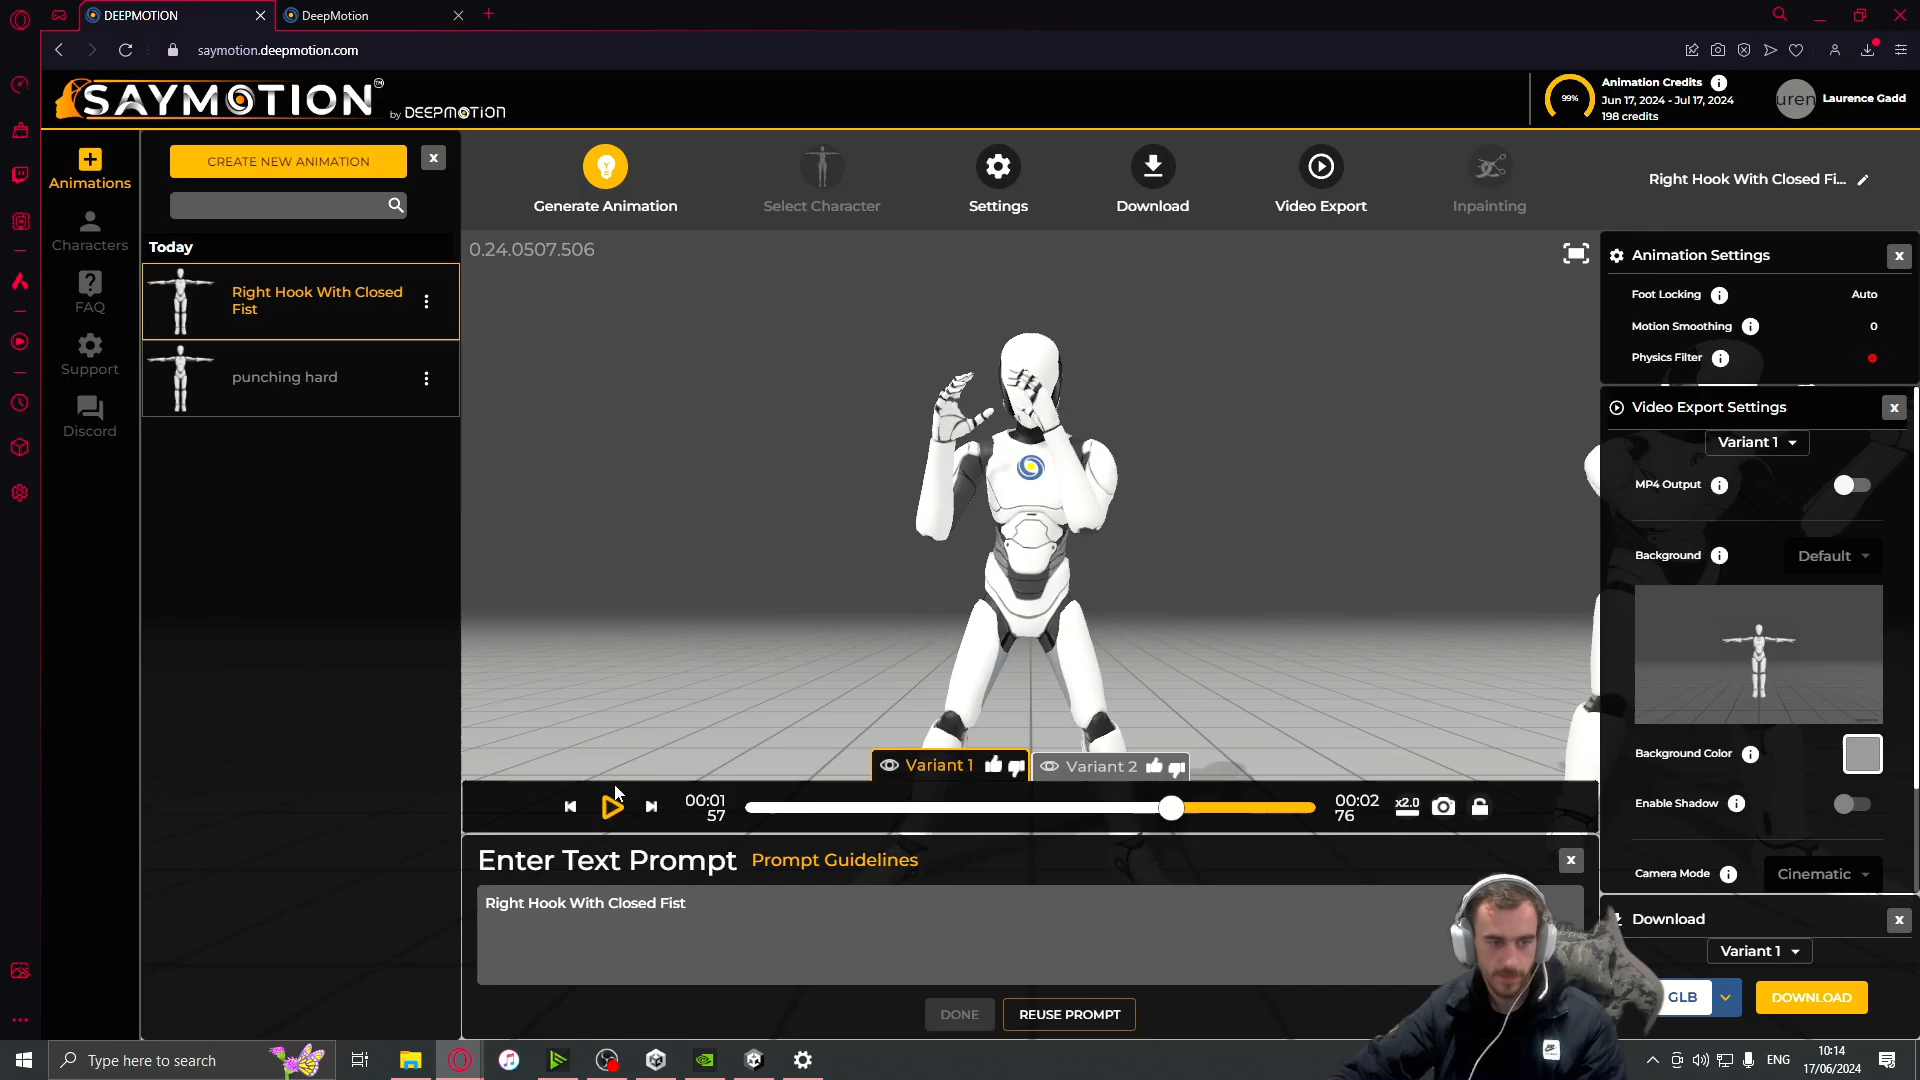 DEEPMOTION
DeepMotion
saymotion.deepmotion.com
SAYMOTION™
by DEEPMOTION
99%
Animation Credits
Jun 17, 2024 - Jul 17, 2024
198 credits
uren
Laurence Gadd
Animations
Characters
FAQ
Support
Discord
CREATE NEW ANIMATION
x
Today
Right Hook With Closed
Fist
punching hard
Generate Animation
Select Character
Settings
Download
Video Export
Inpainting
Right Hook With Closed Fi...
0.24.0507.506
Animation Settings
x
Foot Locking
Auto
Motion Smoothing
0
Physics Filter
Video Export Settings
x
Variant 1
MP4 Output
Background
Default
Background Color
Enable Shadow
Camera Mode
Cinematic
Download
x
Variant 1
GLB
DOWNLOAD
Variant 1
Variant 2
00:01
57
00:02
76
x2.0
Enter Text Prompt
Prompt Guidelines
x
Right Hook With Closed Fist
DONE
REUSE PROMPT
Type here to search
ENG
10:14
17/06/2024